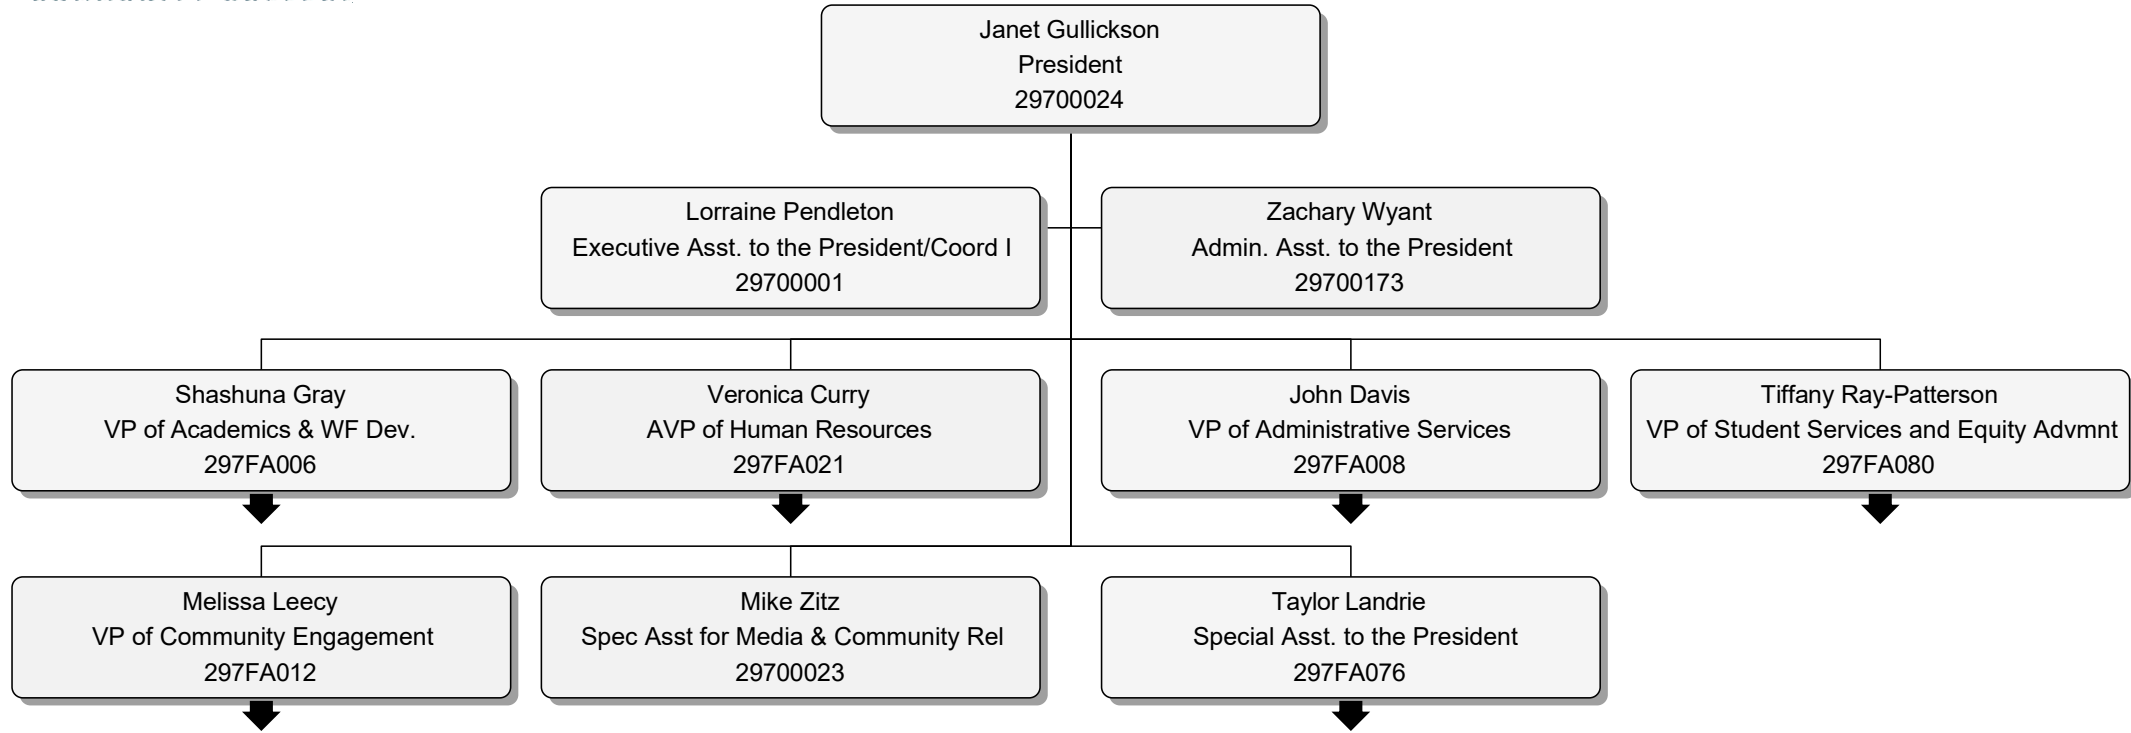 Janet Gullickson
President
29700024
Lorraine Pendleton
Executive Asst. to the President/Coord I
29700001
Zachary Wyant
Admin. Asst. to the President
29700173
Shashuna Gray
VP of Academics & WF Dev.
297FA006
Veronica Curry
AVP of Human Resources
297FA021
John Davis
VP of Administrative Services
297FA008
Tiffany Ray-Patterson
VP of Student Services and Equity Advmnt
297FA080
Melissa Leecy
VP of Community Engagement
297FA012
Mike Zitz
Spec Asst for Media & Community Rel
29700023
Taylor Landrie
Special Asst. to the President
297FA076